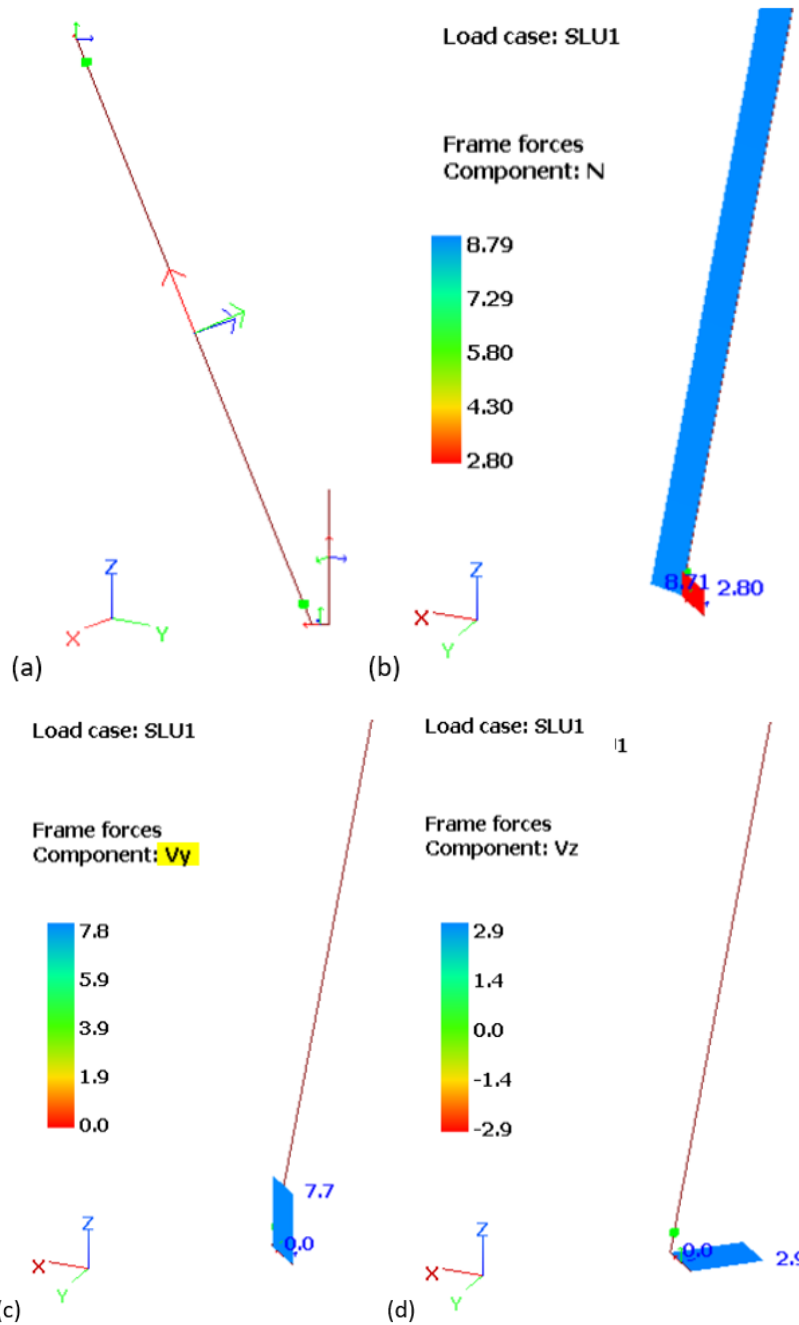 Z
X
Y
(a)
Load case: SLU1
Frame forces
Component: N
8.79
7.29
5.80
4.30
2.80
8.71
2.80
Z
X
Y
(b)
Load case: SLU1
Frame forces
Component: Vy
7.8
5.9
3.9
1.9
0.0
7.7
0.0
Z
X
Y
(c)
Load case: SLU1
Frame forces
Component: Vz
2.9
1.4
0.0
-1.4
-2.9
0.0
2.9
Z
X
Y
(d)